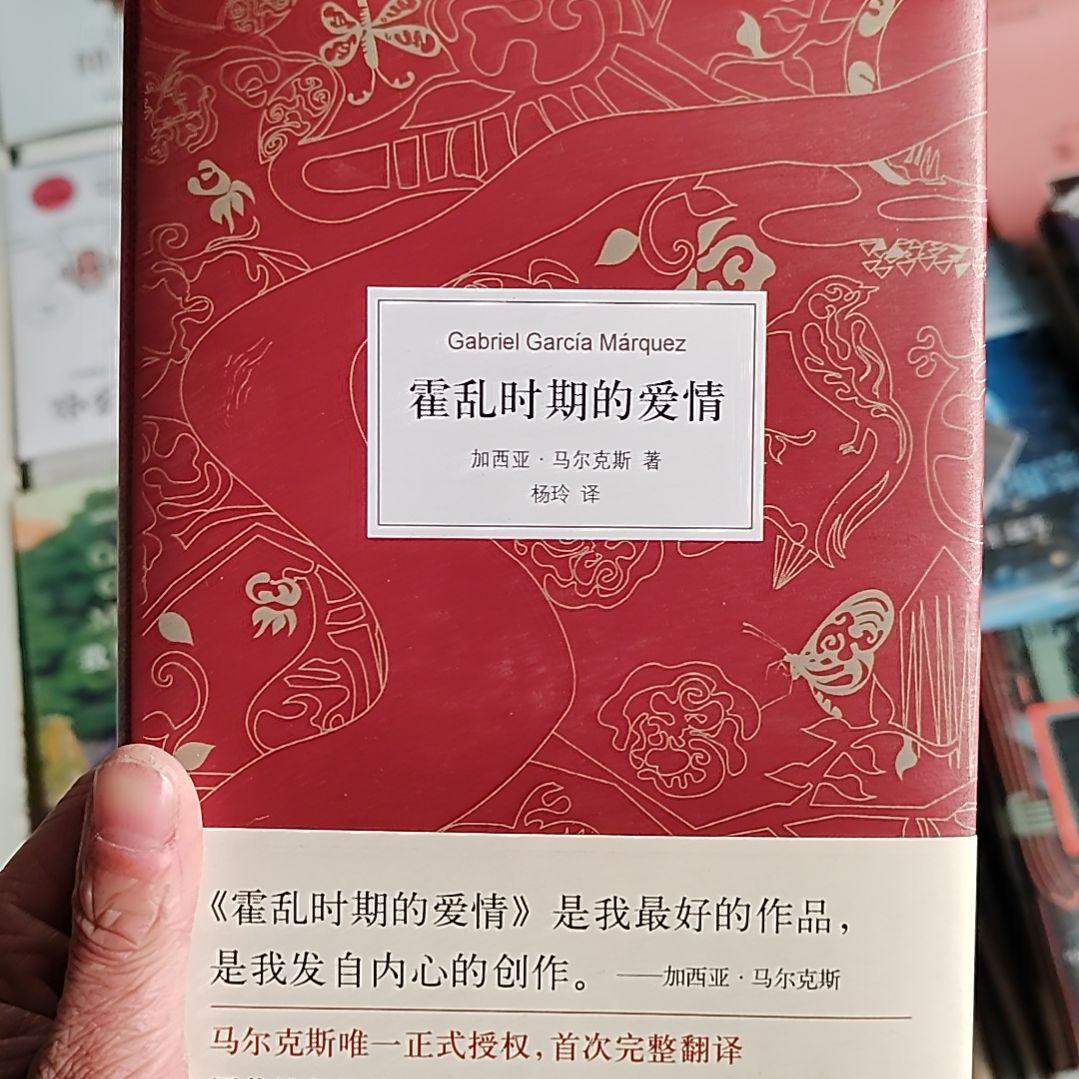 Gabriel García Márquez
霍乱时期的爱情
加西亚·马尔克斯 著
杨玲 译
《霍乱时期的爱情》是我最好的作品，
是我发自内心的创作。 ——加西亚·马尔克斯
马尔克斯唯一正式授权，首次完整翻译